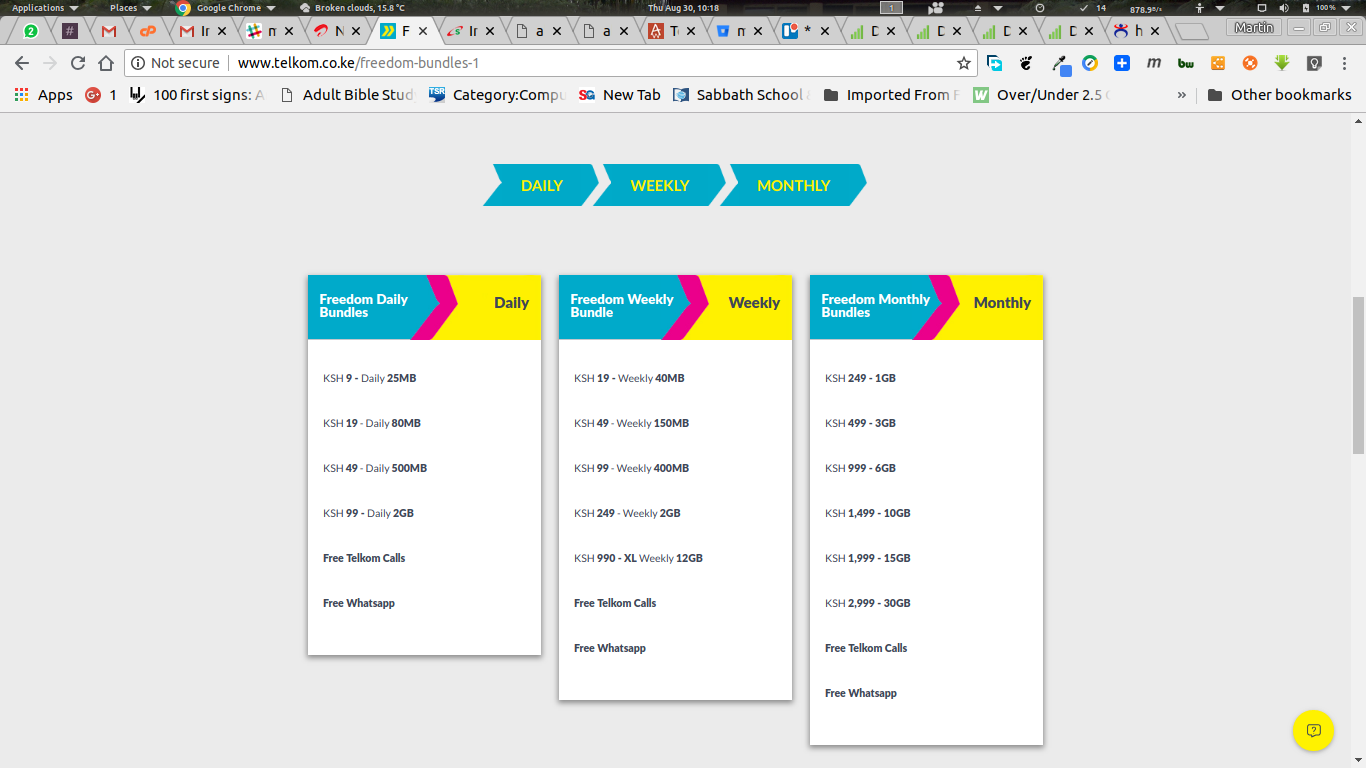 Applications Places Google Chrome Broken clouds, 15.8 °C Thu Aug 30, 10:18 1 14 878.9 100%
2 # M cP M In m N F In a a A T m * D D D D h Martin
Not secure www.telkom.co.ke/freedom-bundles-1
Apps 1 100 first signs: A Adult Bible Stud TSR Category:Compu SG New Tab Sabbath School Imported From F W Over/Under 2.5 » Other bookmarks
DAILY WEEKLY MONTHLY
Freedom Daily
Bundles
Daily
KSH 9 - Daily 25MB
KSH 19 - Daily 80MB
KSH 49 - Daily 500MB
KSH 99 - Daily 2GB
Free Telkom Calls
Free Whatsapp
Freedom Weekly
Bundle
Weekly
KSH 19 - Weekly 40MB
KSH 49 - Weekly 150MB
KSH 99 - Weekly 400MB
KSH 249 - Weekly 2GB
KSH 990 - XL Weekly 12GB
Free Telkom Calls
Free Whatsapp
Freedom Monthly
Bundles
Monthly
KSH 249 - 1GB
KSH 499 - 3GB
KSH 999 - 6GB
KSH 1,499 - 10GB
KSH 1,999 - 15GB
KSH 2,999 - 30GB
Free Telkom Calls
Free Whatsapp